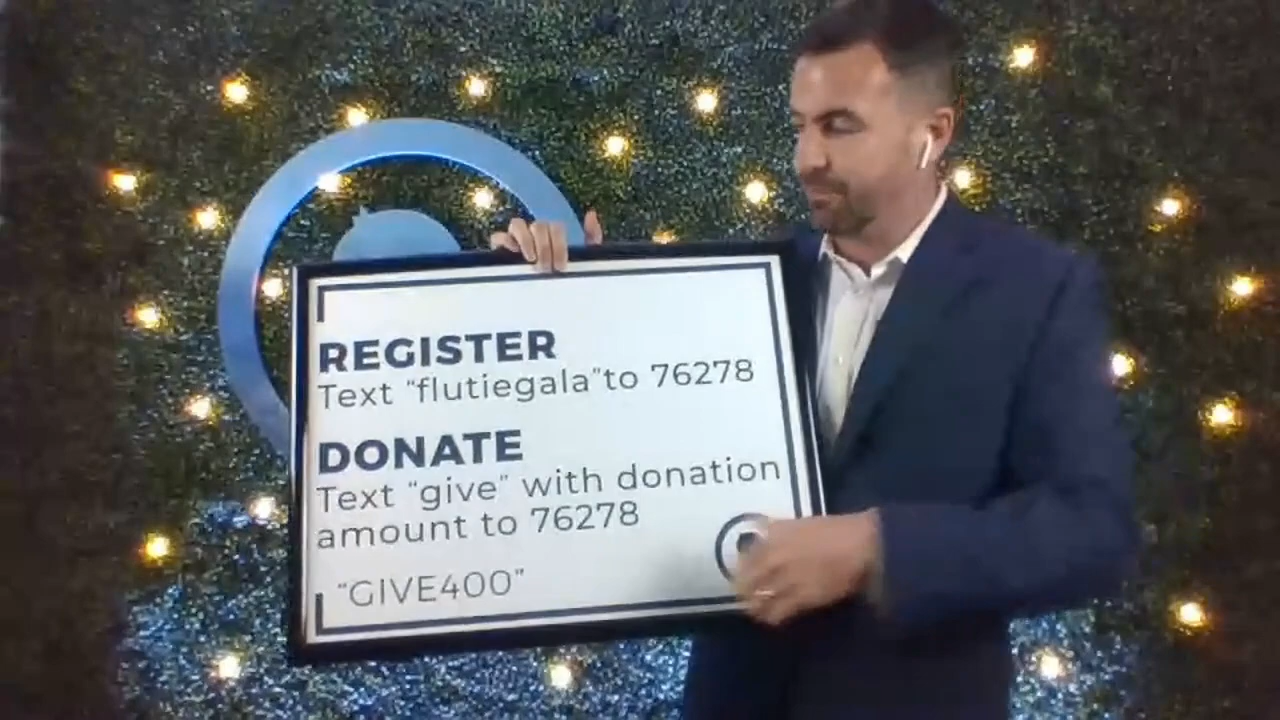 REGISTER
Text "flutiegala"to 76278
DONATE
Text "give" with donation
amount to 76278
"GIVE400"